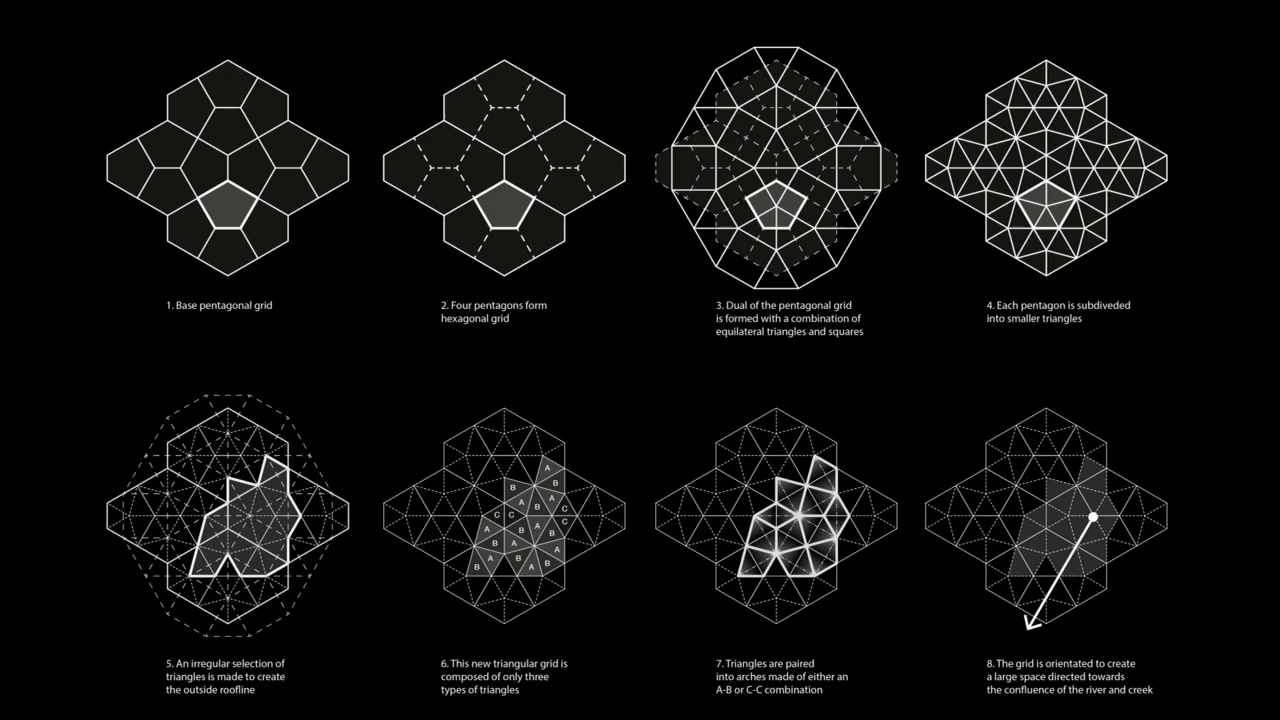 1. Base pentagonal grid
2. Four pentagons form
hexagonal grid
3. Dual of the pentagonal grid
is formed with a combination of
equilateral triangles and squares
4. Each pentagon is subdiveded
into smaller triangles
A
B
B
A
A
B
C
C
C
C
A
B
A
B
B
A
A
A
B
B
B
A
5. An irregular selection of
triangles is made to create
the outside roofline
6. This new triangular grid is
composed of only three
types of triangles
7. Triangles are paired
into arches made of either an
A-B or C-C combination
8. The grid is orientated to create
a large space directed towards
the confluence of the river and creek